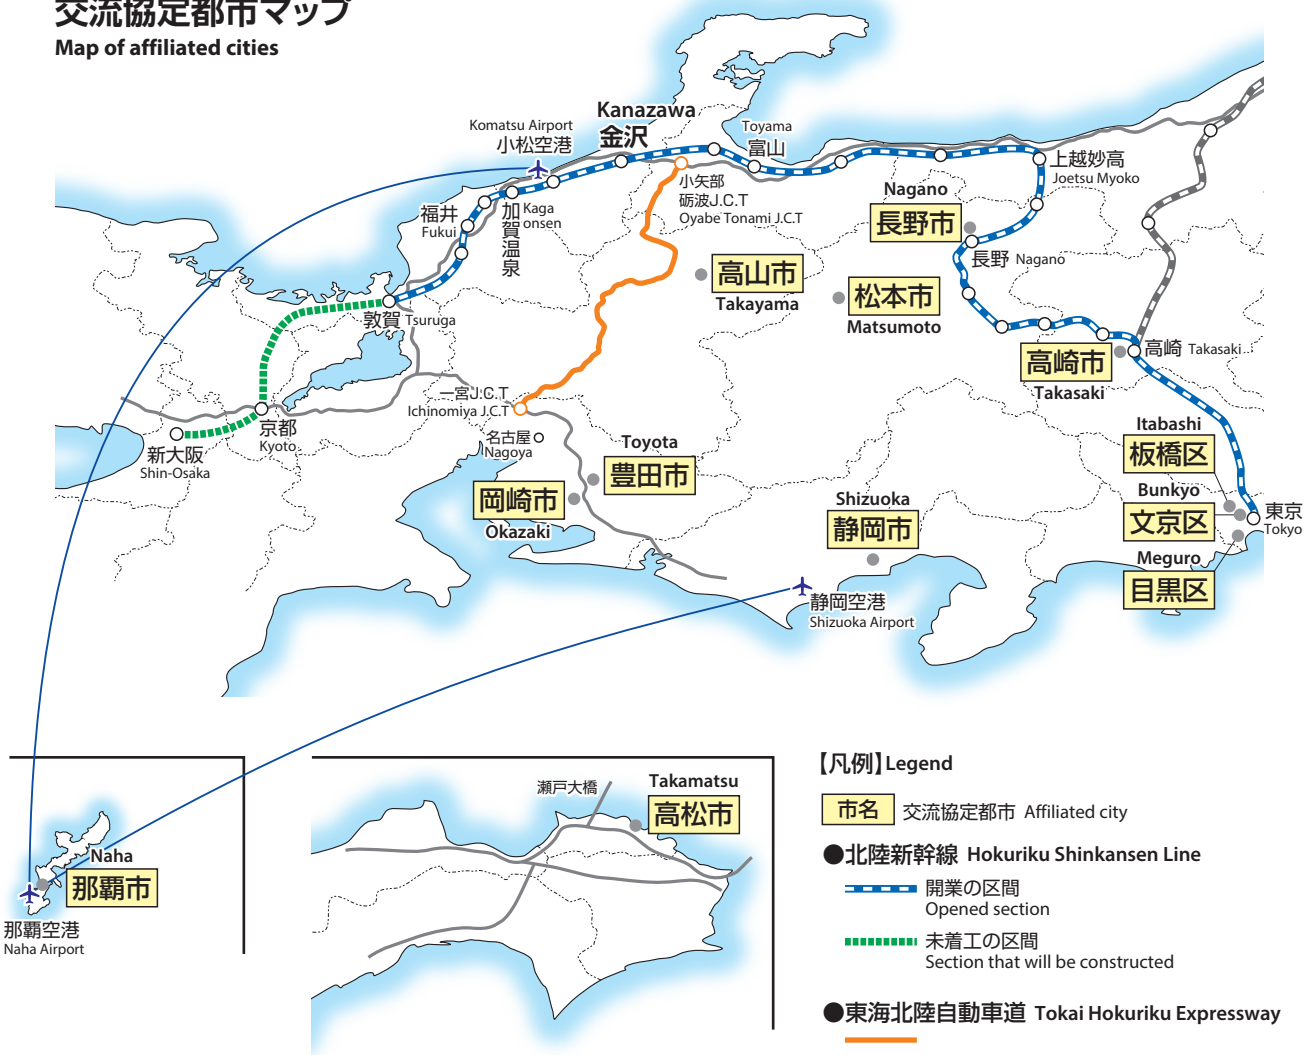 交流協定都市マップ
Map of affiliated cities
Kanazawa
金沢
Komatsu Airport
小松空港
Toyama
富山
上越妙高
Joetsu Myoko
小矢部
砺波J.C.T
Oyabe Tonami J.C.T
Nagano
長野市
長野 Nagano
福井
Fukui
加賀温泉
Kaga
onsen
高山市
Takayama
松本市
Matsumoto
敦賀 Tsuruga
高崎市
Takasaki
高崎 Takasaki
一宮J.C.T
Ichinomiya J.C.T
京都
Kyoto
新大阪
Shin-Osaka
名古屋
Nagoya
Toyota
豊田市
岡崎市
Okazaki
Shizuoka
静岡市
Itabashi
板橋区
Bunkyo
文京区
Meguro
目黒区
東京
Tokyo
静岡空港
Shizuoka Airport
Naha
那覇市
那覇空港
Naha Airport
瀬戸大橋
Takamatsu
高松市
【凡例】Legend
市名 交流協定都市 Affiliated city
●北陸新幹線 Hokuriku Shinkansen Line
開業の区間
Opened section
未着工の区間
Section that will be constructed
●東海北陸自動車道 Tokai Hokuriku Expressway